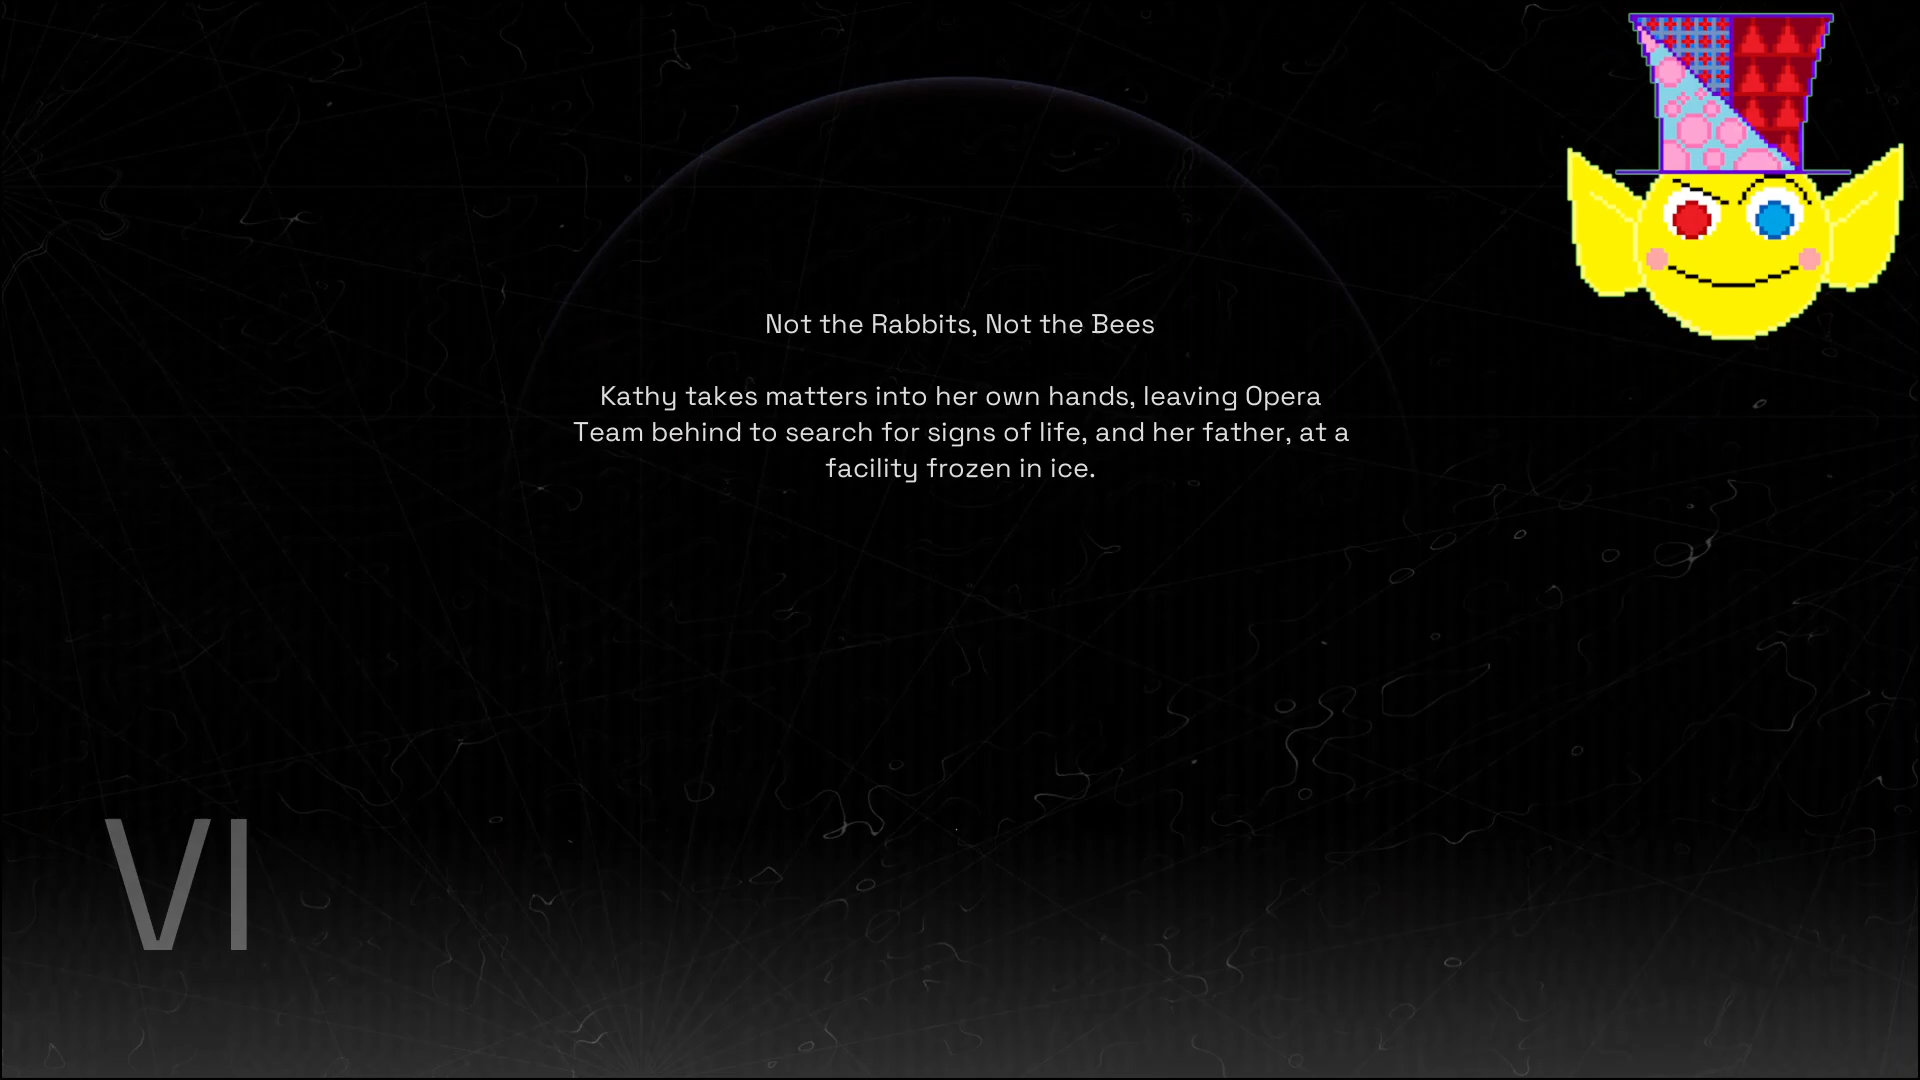 Not the Rabbits, Not the Bees
Kathy takes matters into her own hands, leaving Opera
Team behind to search for signs of life, and her father, at a
facility frozen in ice.
VI